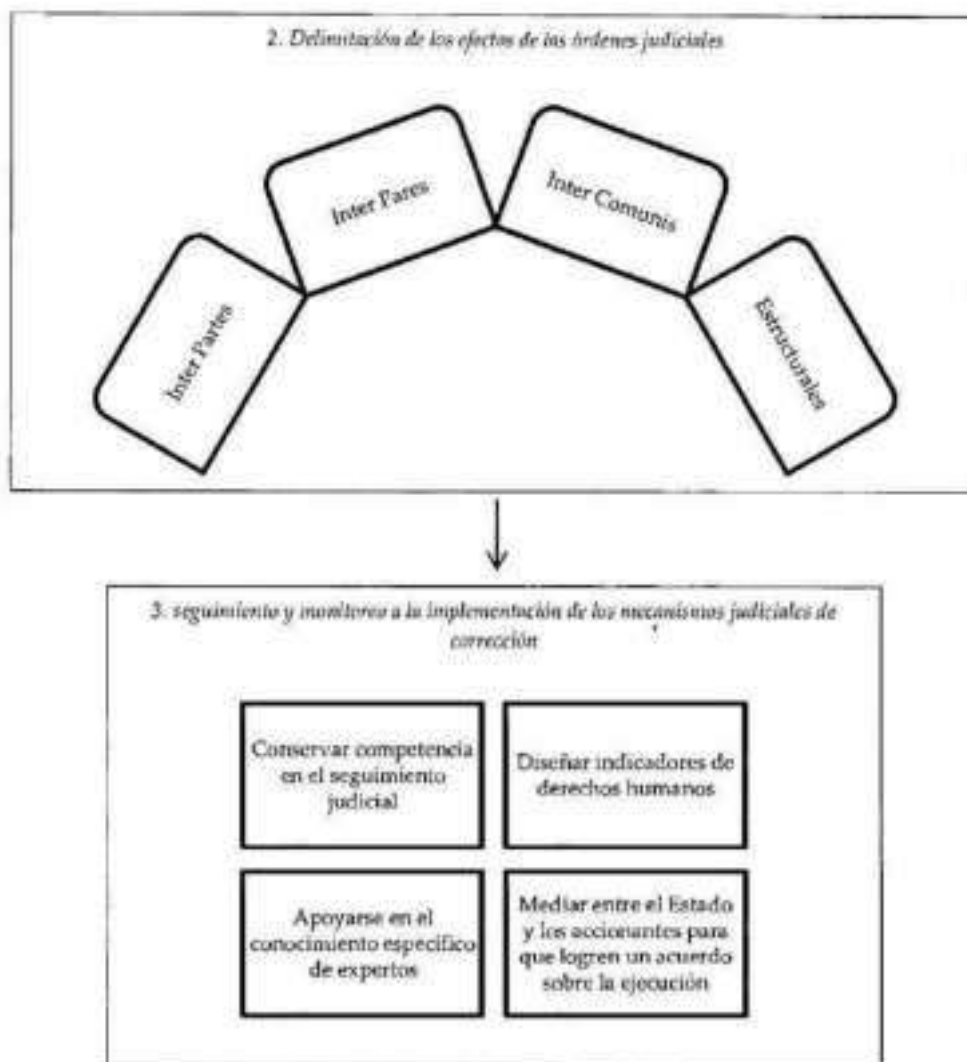 2. Delimitación de los efectos de las órdenes judiciales
Inter Partes
Inter Pares
Inter Comunis
Estructurales
3. seguimiento y monitoreo a la implementación de los mecanismos judiciales de
corrección
Conservar competencia
en el seguimiento
judicial
Diseñar indicadores de
derechos humanos
Apoyarse en el
conocimiento específico
de expertos
Mediar entre el Estado
y los accionantes para
que logren un acuerdo
sobre la ejecución